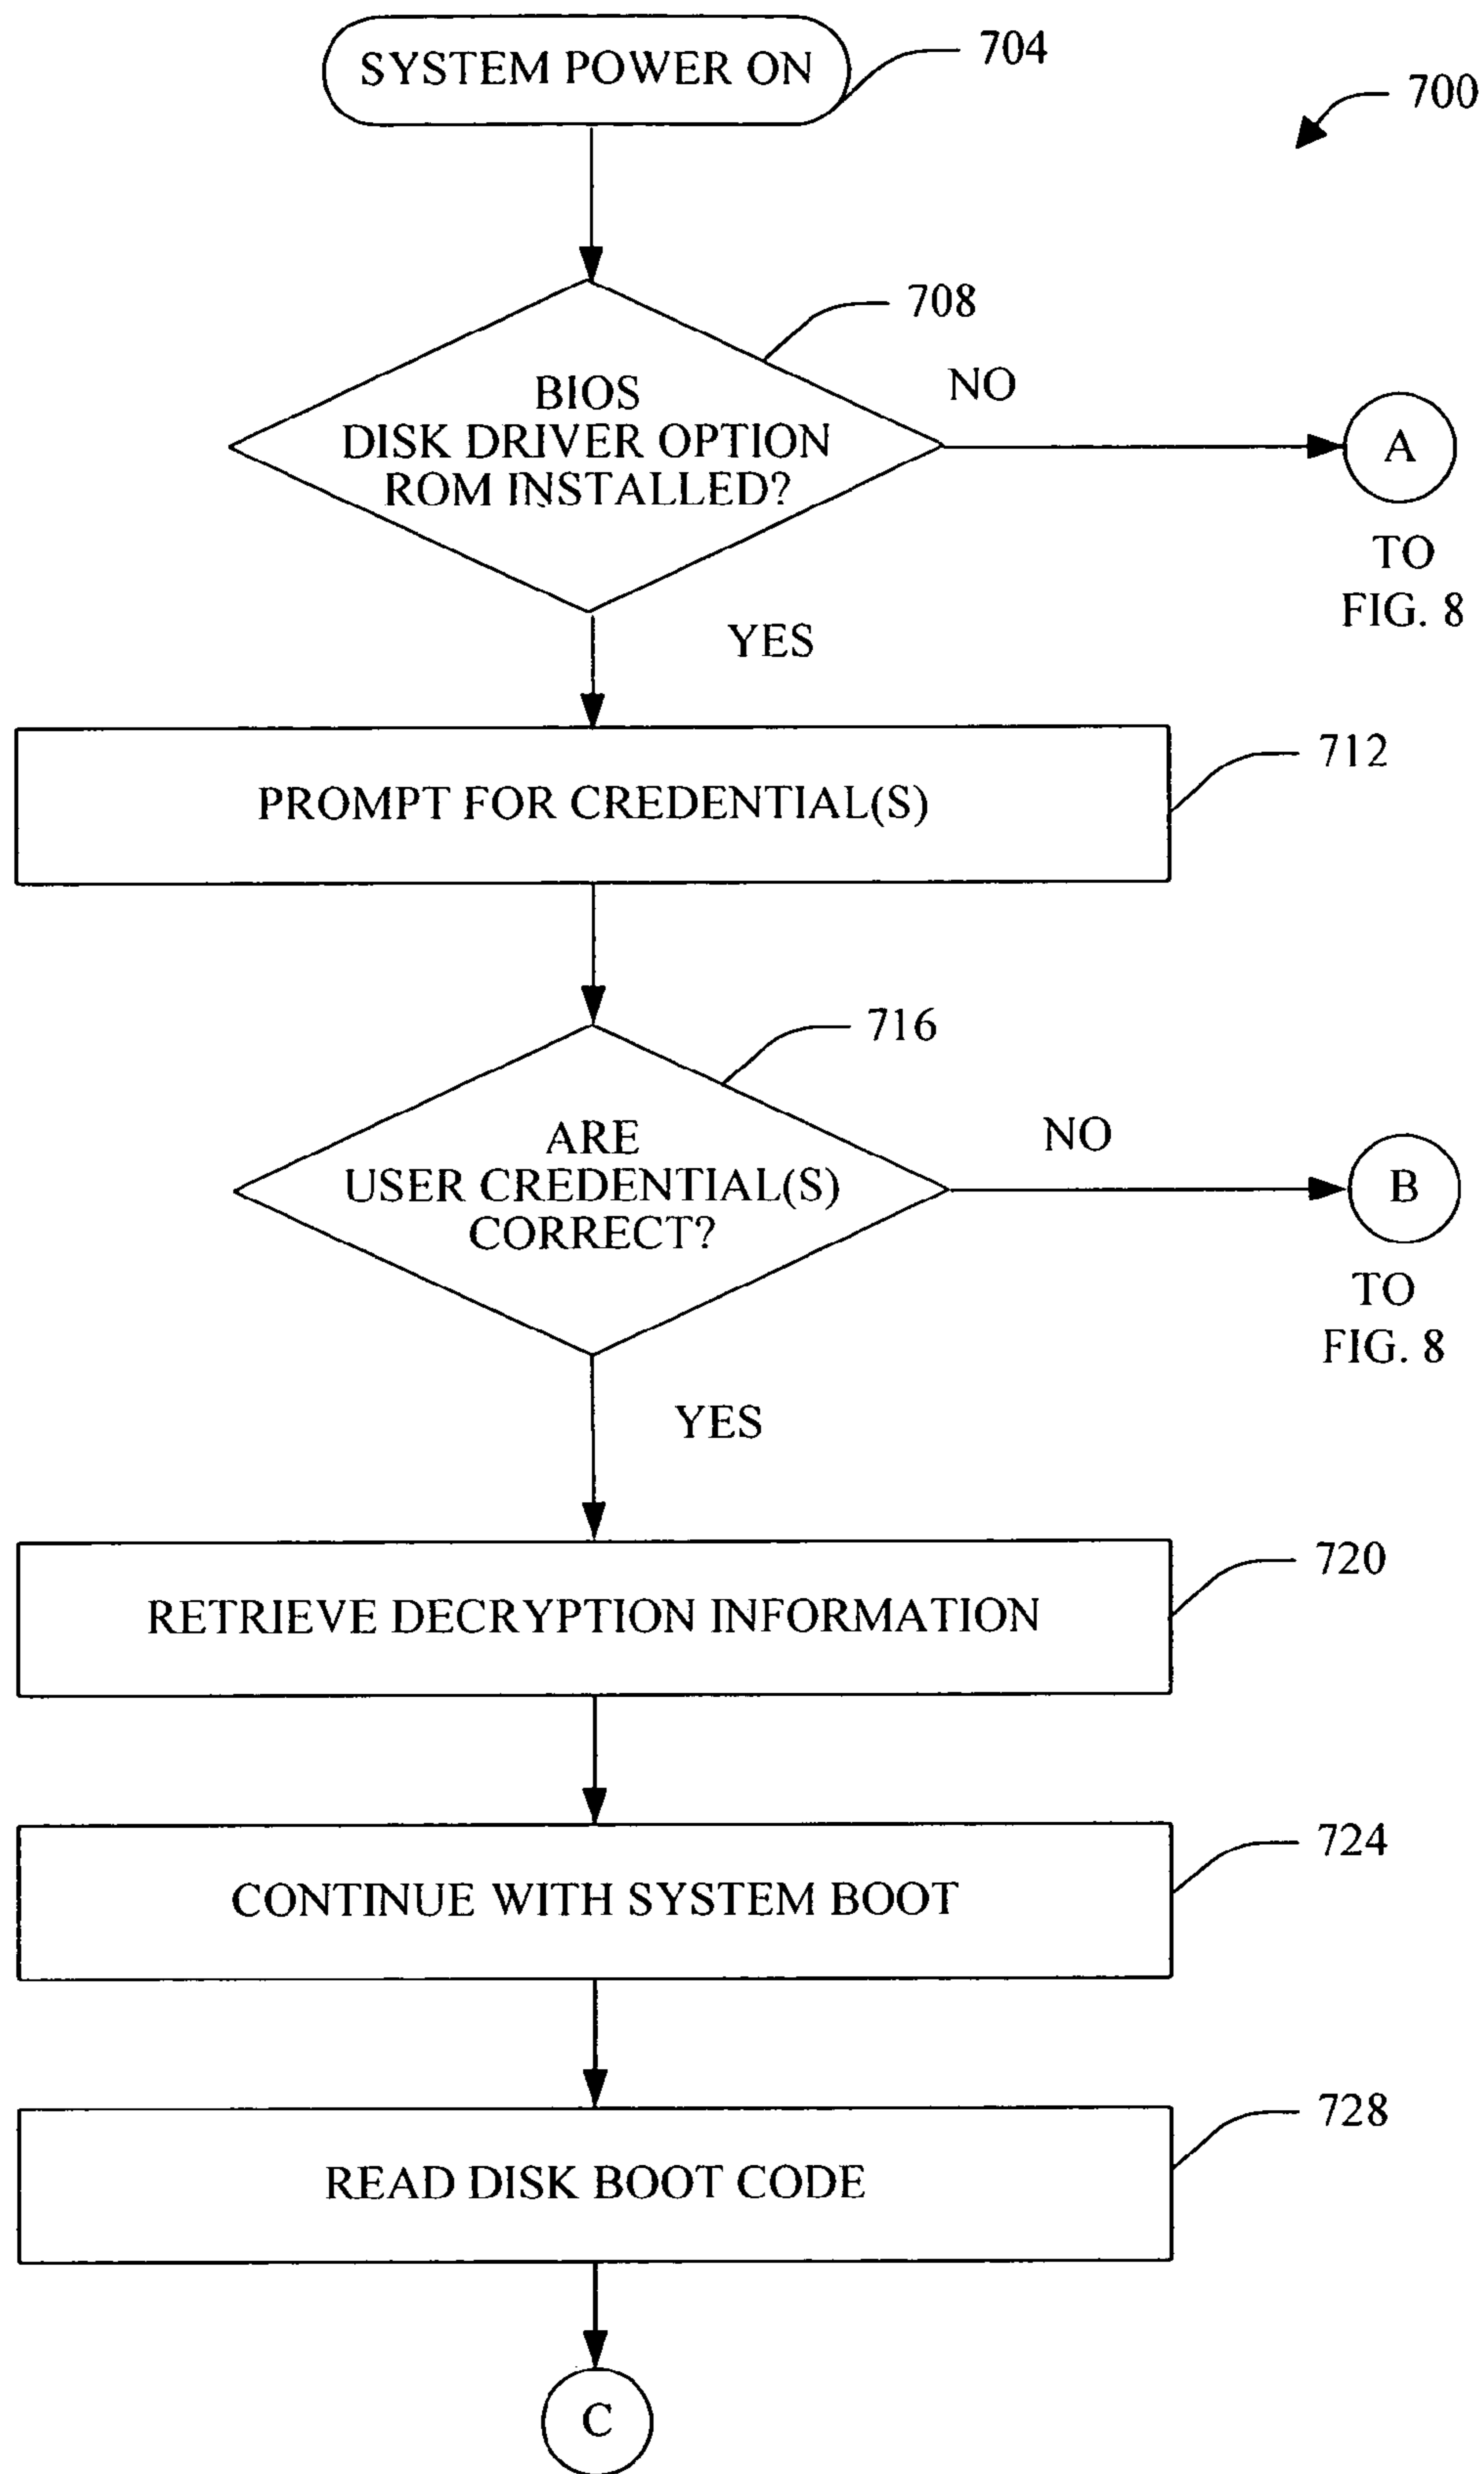 SYSTEM POWER ON
704
700
708
BIOS
DISK DRIVER OPTION
ROM INSTALLED?
NO
A
TO
FIG. 8
YES
712
PROMPT FOR CREDENTIAL(S)
716
ARE
USER CREDENTIAL(S)
CORRECT?
NO
B
TO
FIG. 8
YES
720
RETRIEVE DECRYPTION INFORMATION
724
CONTINUE WITH SYSTEM BOOT
728
READ DISK BOOT CODE
C